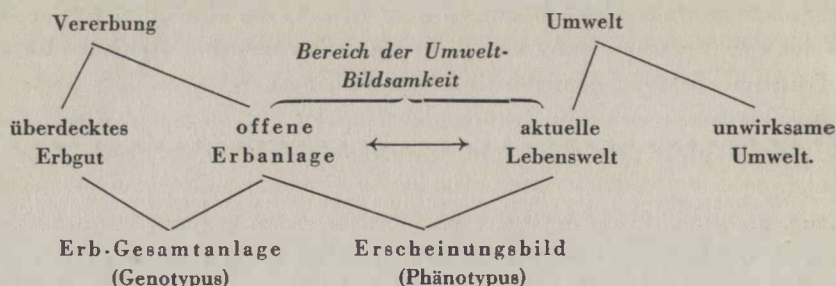 Vererbung Umwelt
Bereich der Umwelt-
Bildsamkeit
überdecktes offene aktuelle unwirksame
Erbgut Erbanlage Lebenswelt Umwelt.
Erb-Gesamtanlage Erscheinungsbild
(Genotypus) (Phänotypus)